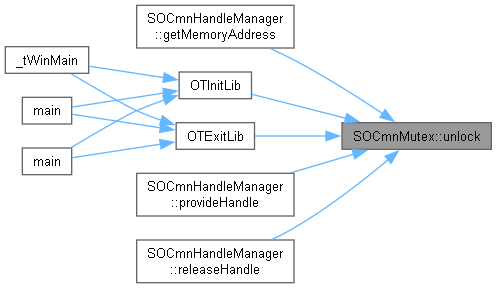 SOCmnHandleManager
::getMemoryAddress
_tWinMain
OTInitLib
main
OTExitLib
SOCmnMutex::unlock
main
SOCmnHandleManager
::provideHandle
SOCmnHandleManager
::releaseHandle